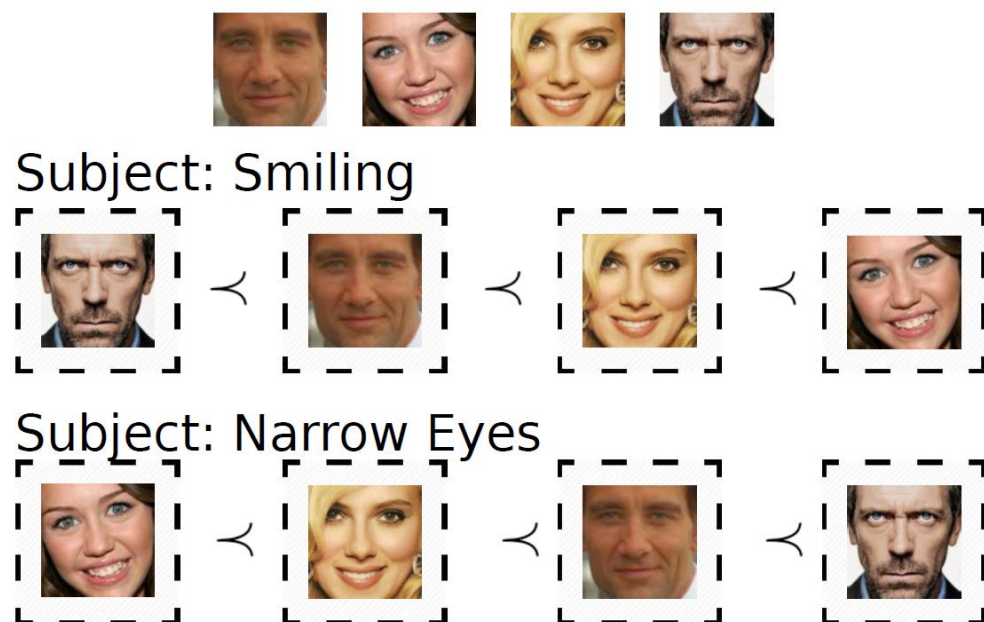 Subject: Smiling
≺ ≺ ≺
Subject: Narrow Eyes
≺ ≺ ≺